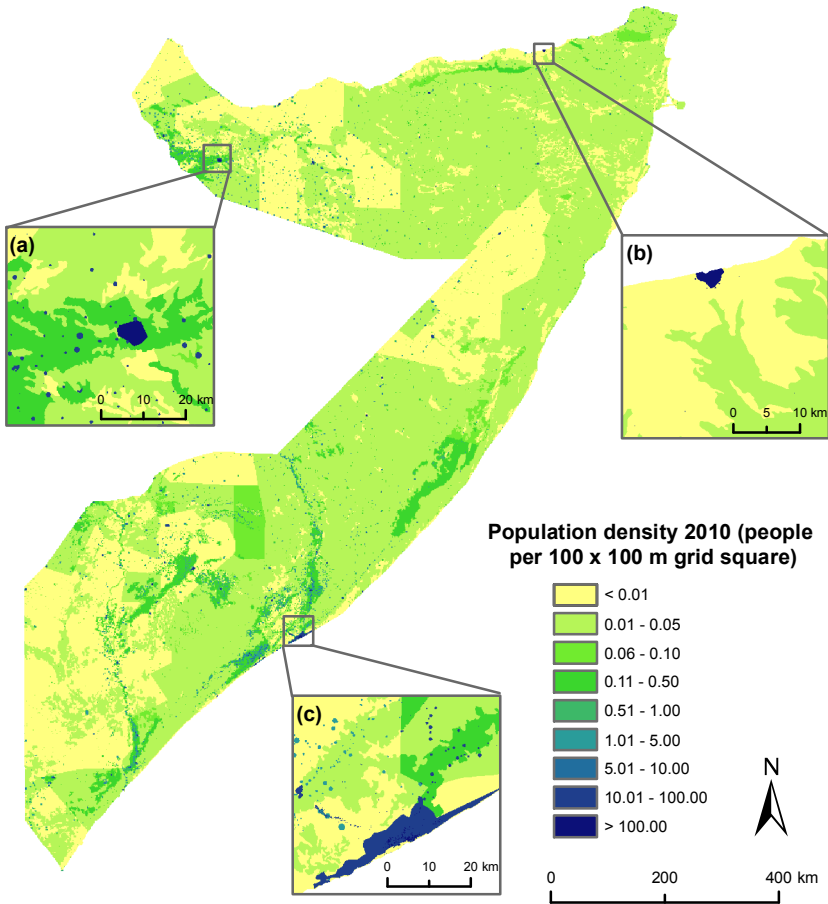 (a)
0 10 20 km
(b)
0 5 10 km
Population density 2010 (people
per 100 x 100 m grid square)
< 0.01
0.01 - 0.05
0.06 - 0.10
0.11 - 0.50
0.51 - 1.00
1.01 - 5.00
5.01 - 10.00
10.01 - 100.00
> 100.00
N
(c)
0 10 20 km
0 200 400 km